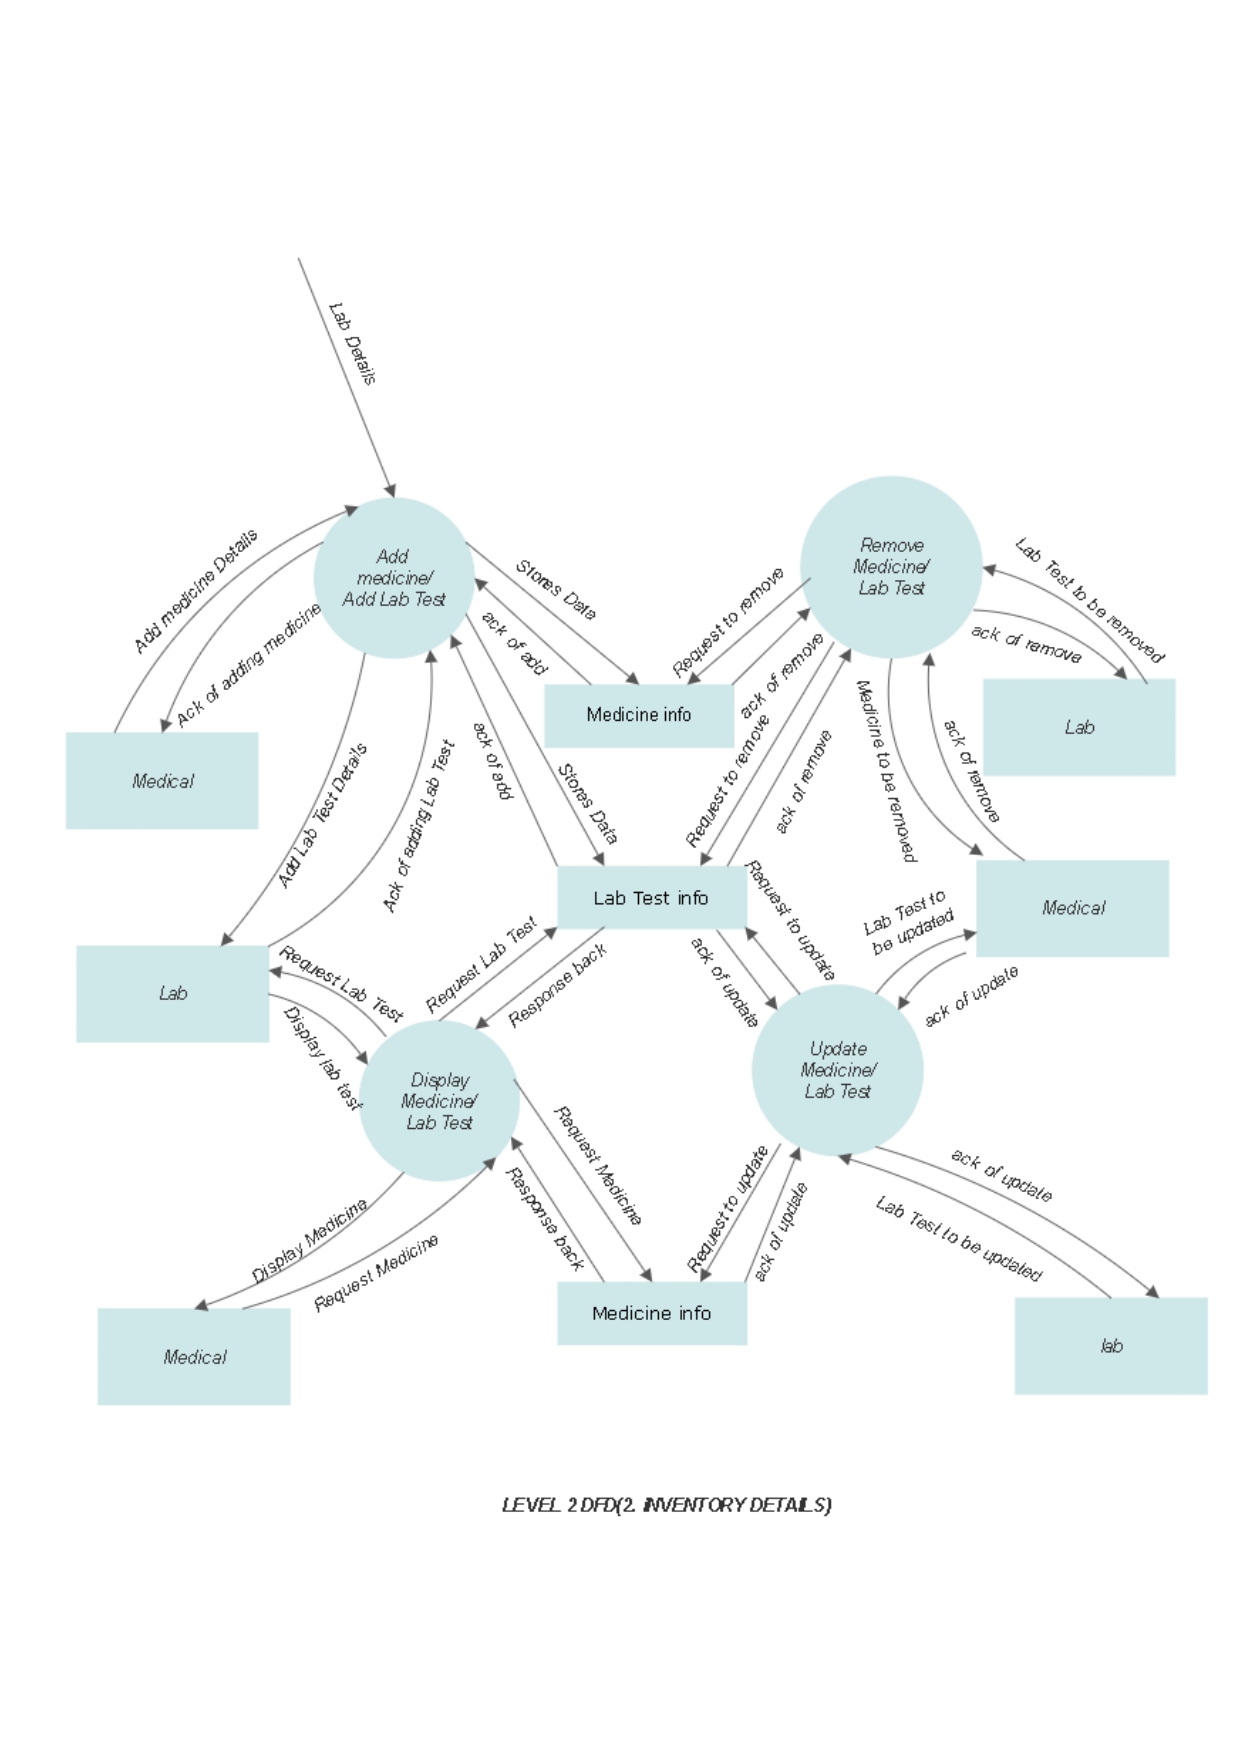 Lab Details
Add medicine Details
Ack of adding medicine
Add
medicine/
Add Lab Test
Stores Data
ack of add
Request to remove
ack of remove
Remove
Medicine/
Lab Test
Lab Test to be removed
ack of remove
Medicine info
Lab
Medical
Add Lab Test Details
Ack of adding Lab Test
ack of add
Stores Data
Request to remove
ack of remove
Medicine to be removed
ack of remove
Lab Test info
Medical
Lab
Request Lab Test
Display lab test
Request Lab Test
Response back
ack of update
Request to update
Lab Test to
be updated
ack of update
Display
Medicine/
Lab Test
Update
Medicine/
Lab Test
Display Medicine
Request Medicine
Response back
Request Medicine
Request to update
ack of update
ack of update
Lab Test to be updated
Medical
Medicine info
lab
LEVEL 2 DFD(2. INVENTORY DETAILS)